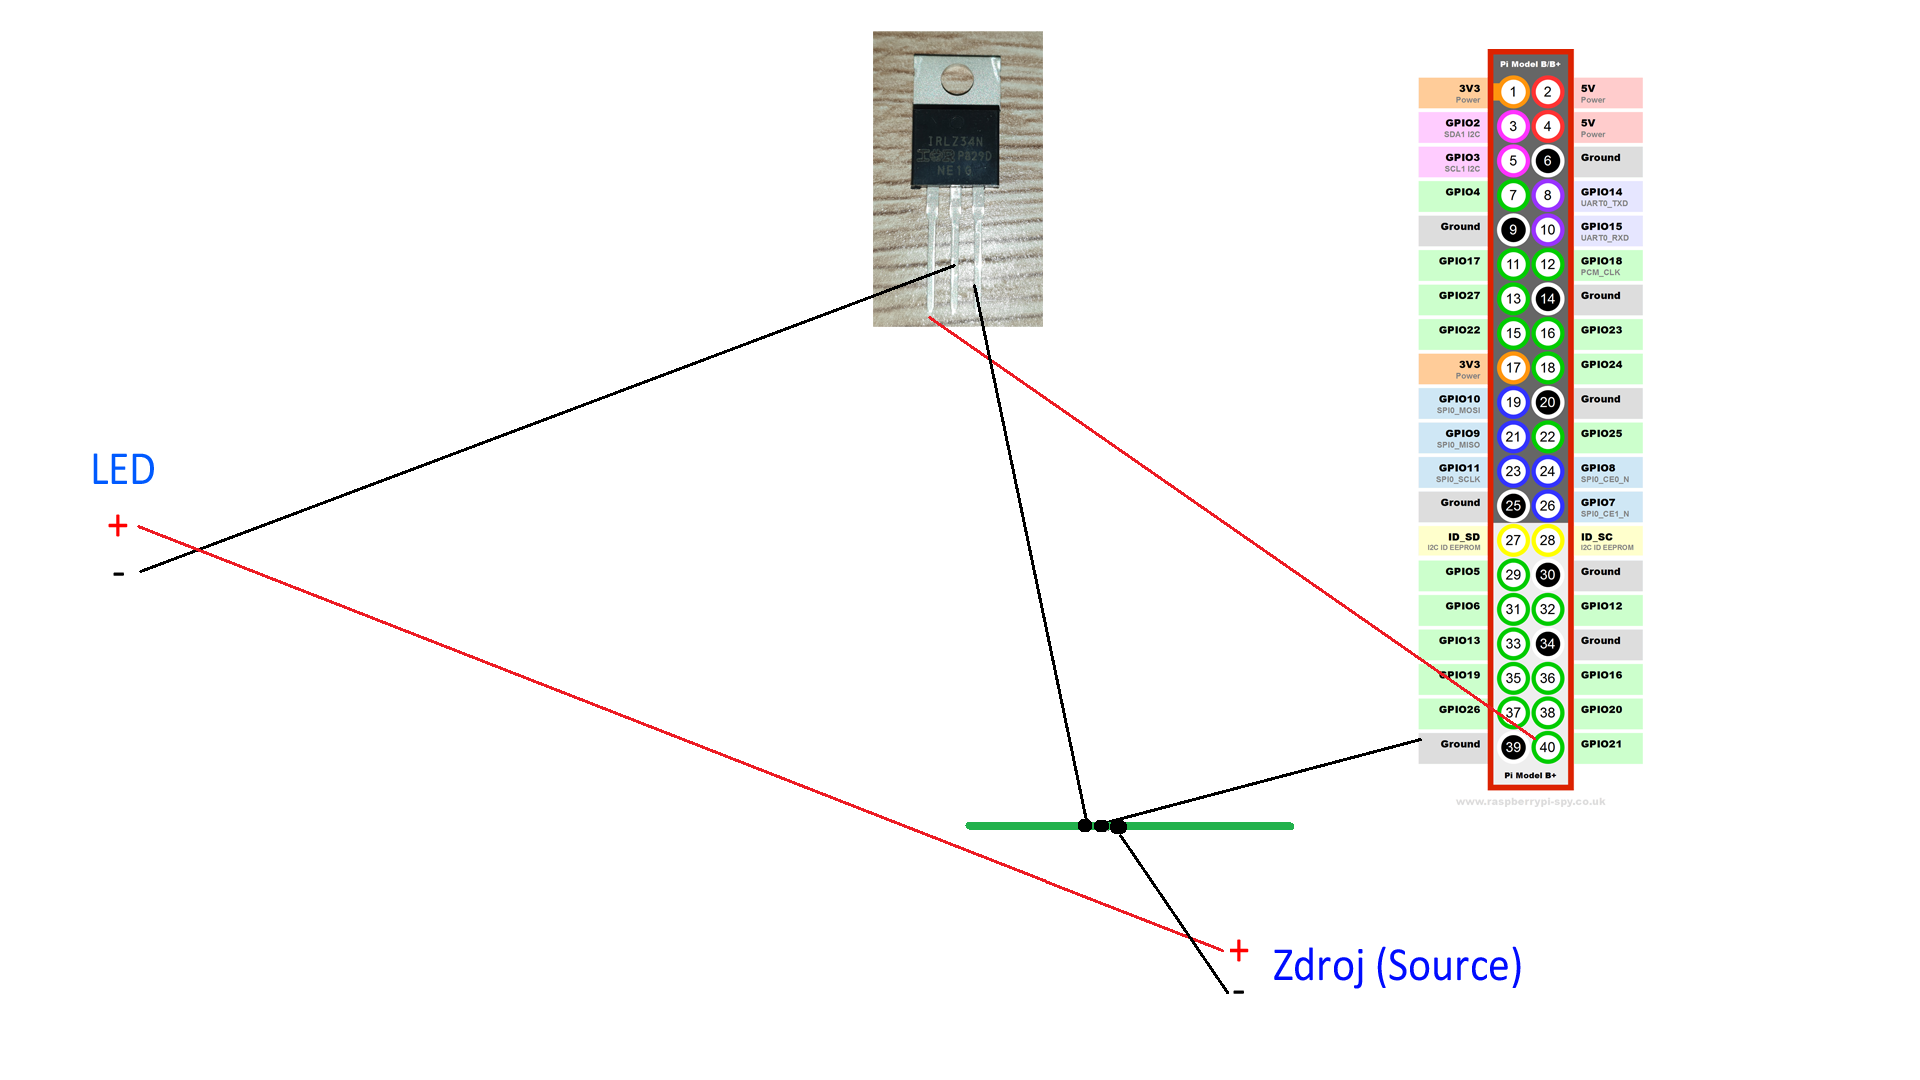 IRLZ34N
IOR P829D
NE1G
Pi Model B/B+
3V3
Power
1
2
5V
Power
GPIO2
SDA1 I2C
3
4
5V
Power
GPIO3
SCL1 I2C
5
6
Ground
GPIO4
7
8
GPIO14
UART0_TXD
Ground
9
10
GPIO15
UART0_RXD
GPIO17
11
12
GPIO18
PCM_CLK
GPIO27
13
14
Ground
GPIO22
15
16
GPIO23
3V3
Power
17
18
GPIO24
GPIO10
SPI0_MOSI
19
20
Ground
GPIO9
SPI0_MISO
21
22
GPIO25
GPIO11
SPI0_SCLK
23
24
GPIO8
SPI0_CE0_N
Ground
25
26
GPIO7
SPI0_CE1_N
ID_SD
I2C ID EEPROM
27
28
ID_SC
I2C ID EEPROM
GPIO5
29
30
Ground
GPIO6
31
32
GPIO12
GPIO13
33
34
Ground
GPIO19
35
36
GPIO16
GPIO26
37
38
GPIO20
Ground
39
40
GPIO21
Pi Model B+
www.raspberrypi-spy.co.uk
LED
+
-
+
-
Zdroj (Source)